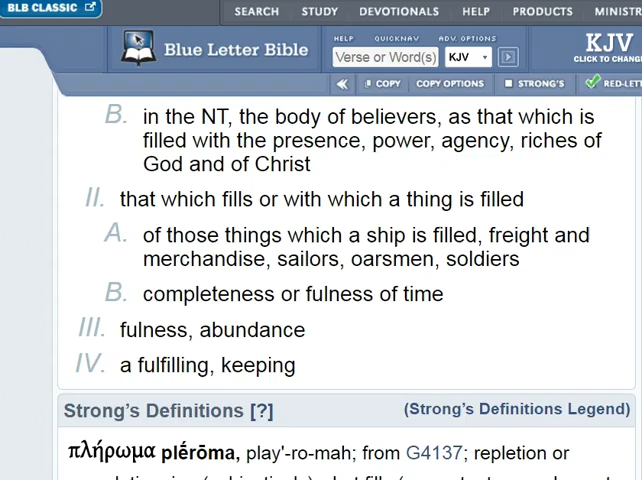 BLB CLASSIC
SEARCH STUDY DEVOTIONALS HELP PRODUCTS
Blue Letter Bible
HELP QUICKNAV ADV. OPTIONS
Verse or Word(s) KJV
KJV
COPY COPY OPTIONS STRONG'S
B. in the NT, the body of believers, as that which is
filled with the presence, power, agency, riches of
God and of Christ
II. that which fills or with which a thing is filled
A. of those things which a ship is filled, freight and
merchandise, sailors, oarsmen, soldiers
B. completeness or fulness of time
III. fulness, abundance
IV. a fulfilling, keeping
Strong's Definitions [?] (Strong's Definitions Legend)
πλήρωμα plḗrōma, play'-ro-mah; from G4137; repletion or